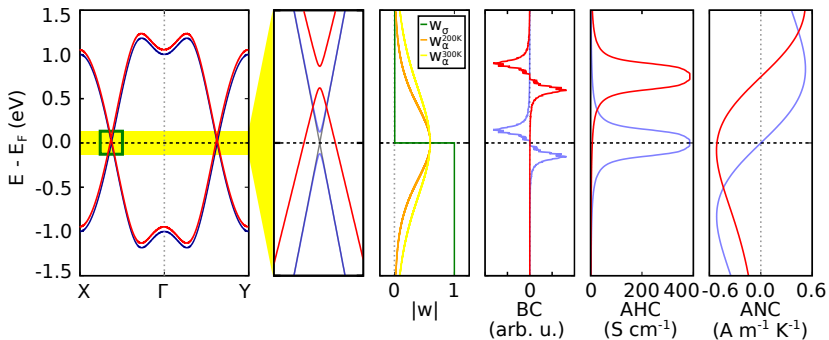 1.5
1.0
0.5
0.0
-0.5
-1.0
-1.5
E - E_F (eV)
X Γ Y
w_σ
w_α^200K
w_α^300K
0 1
|w|
0
BC
(arb. u.)
0 200 400
AHC
(S cm⁻¹)
-0.6 0.0 0.6
ANC
(A m⁻¹ K⁻¹)